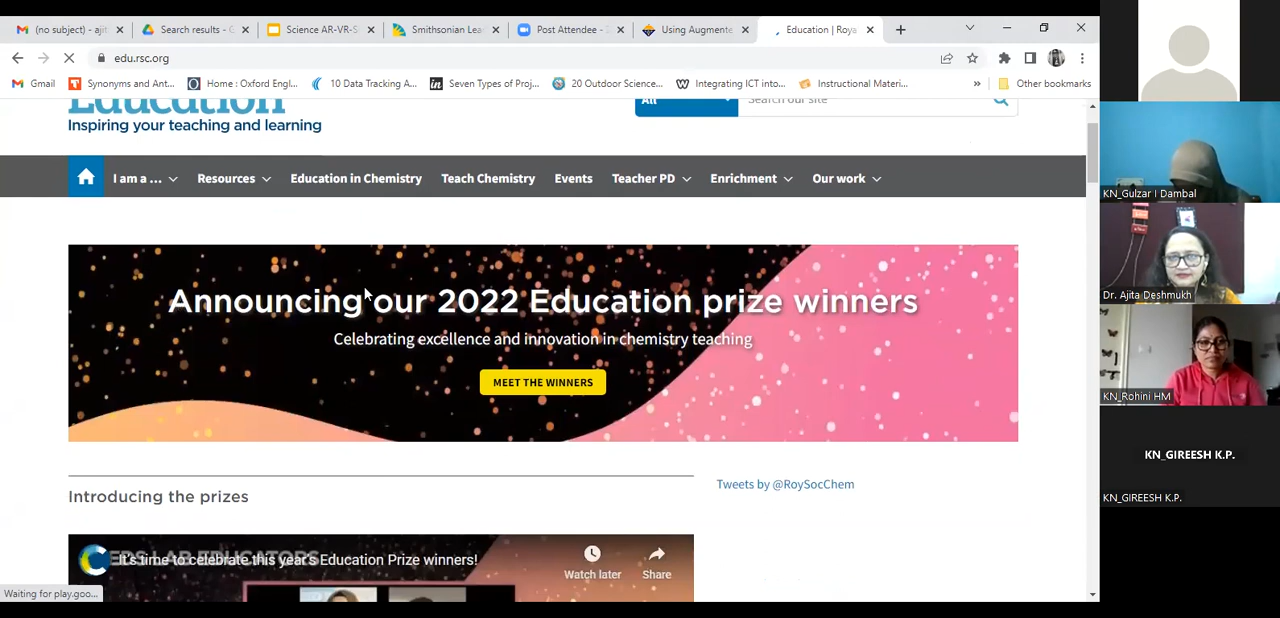 (no subject) - ajit
Search results - G
Science AR-VR-S
Smithsonian Lea
Post Attendee -
Using Augmente
Education | Roya
edu.rsc.org
Gmail
Synonyms and Ant...
Home : Oxford Engl...
10 Data Tracking A...
Seven Types of Proj...
20 Outdoor Science...
Integrating ICT into...
Instructional Materi...
»
Other bookmarks
Education
All
Search our site
Inspiring your teaching and learning
I am a ...
Resources
Education in Chemistry
Teach Chemistry
Events
Teacher PD
Enrichment
Our work
Announcing our 2022 Education prize winners
Celebrating excellence and innovation in chemistry teaching
MEET THE WINNERS
Introducing the prizes
Tweets by @RoySocChem
It's time to celebrate this year's Education Prize winners!
Watch later
Share
Waiting for play.goo...
KN_Gulzar I Dambal
Dr. Ajita Deshmukh
KN_Rohini HM
KN_GIREESH K.P.
KN_GIREESH K.P.